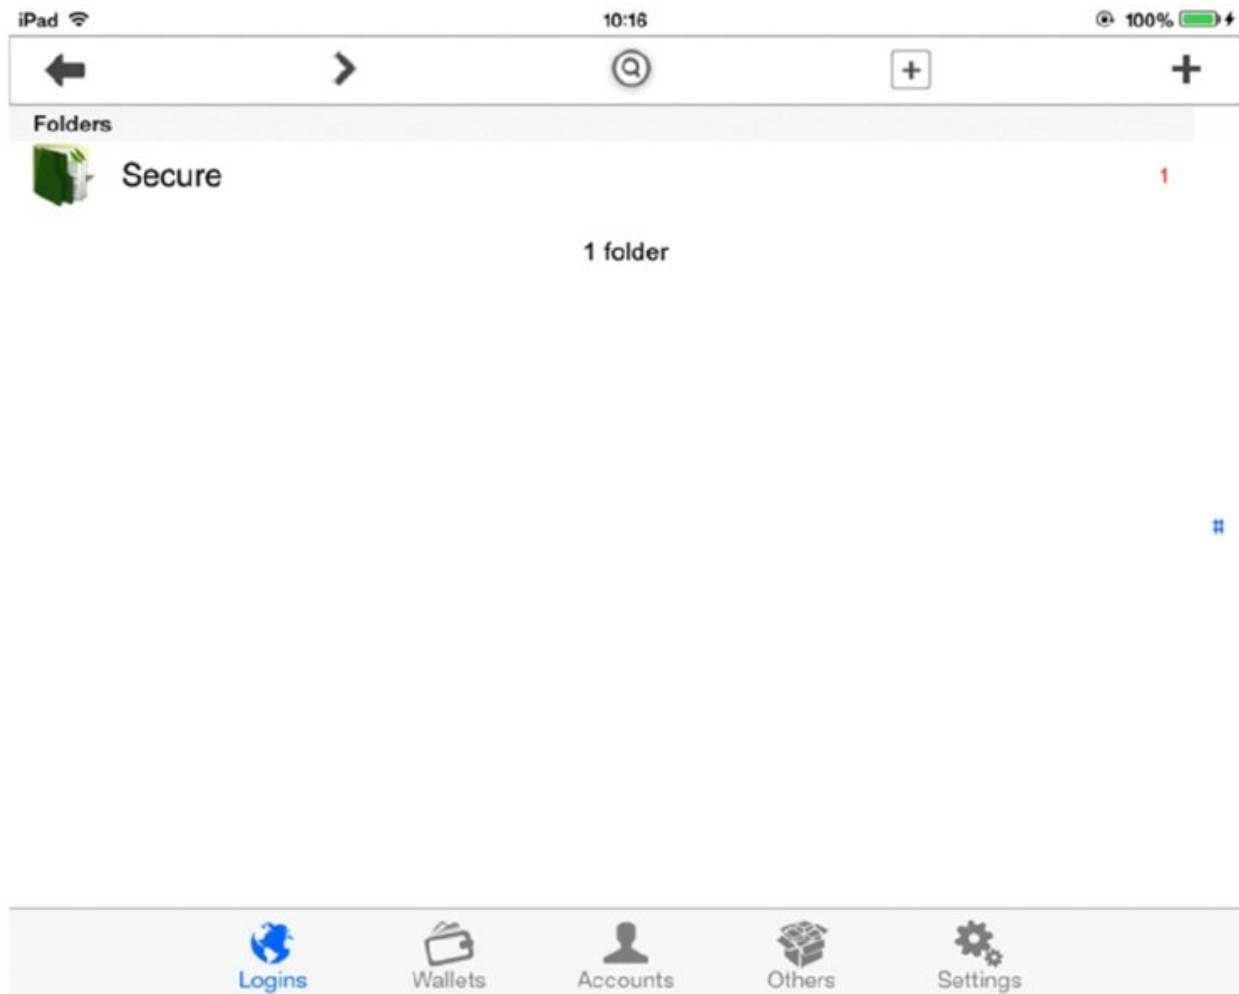 iPad 10:16 100%
Folders
Secure 1
1 folder
#
Logins Wallets Accounts Others Settings